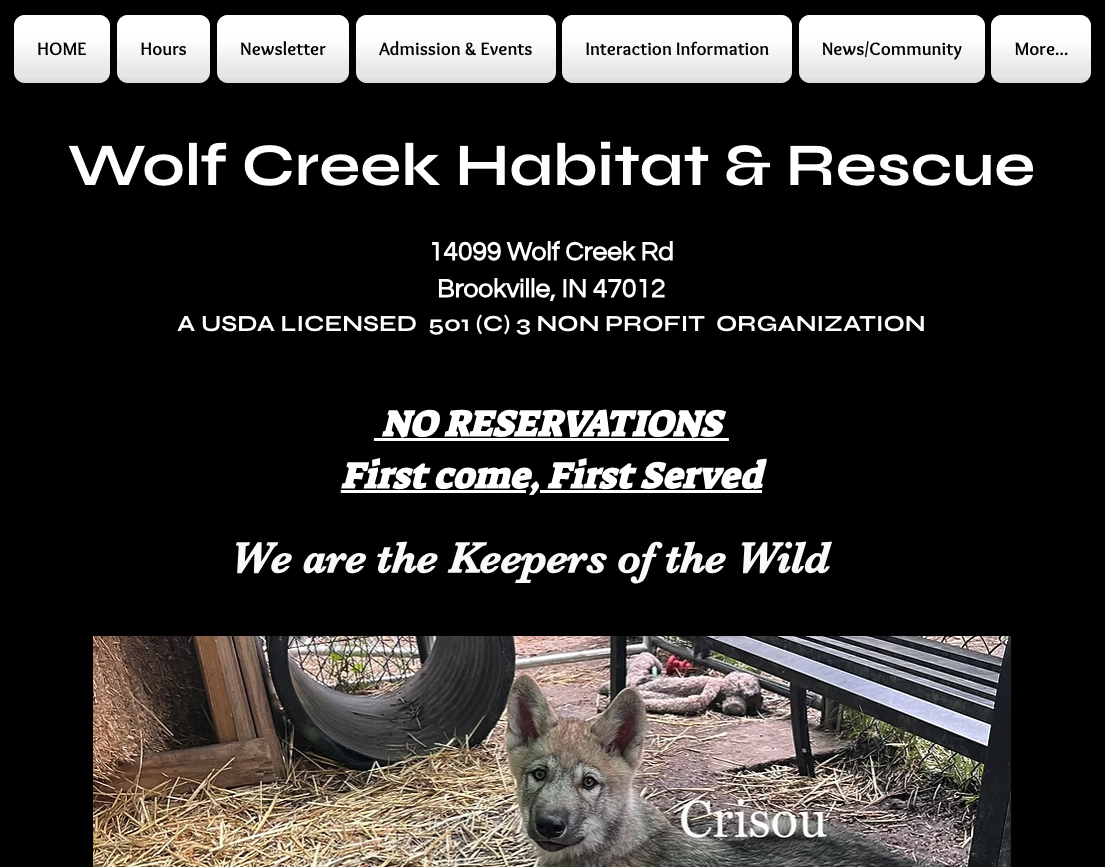 HOME
Hours
Newsletter
Admission & Events
Interaction Information
News/Community
More...
Wolf Creek Habitat & Rescue
14099 Wolf Creek Rd
Brookville, IN 47012
A USDA LICENSED 501 (C) 3 NON PROFIT ORGANIZATION
NO RESERVATIONS
First come, First Served
We are the Keepers of the Wild
Crisou